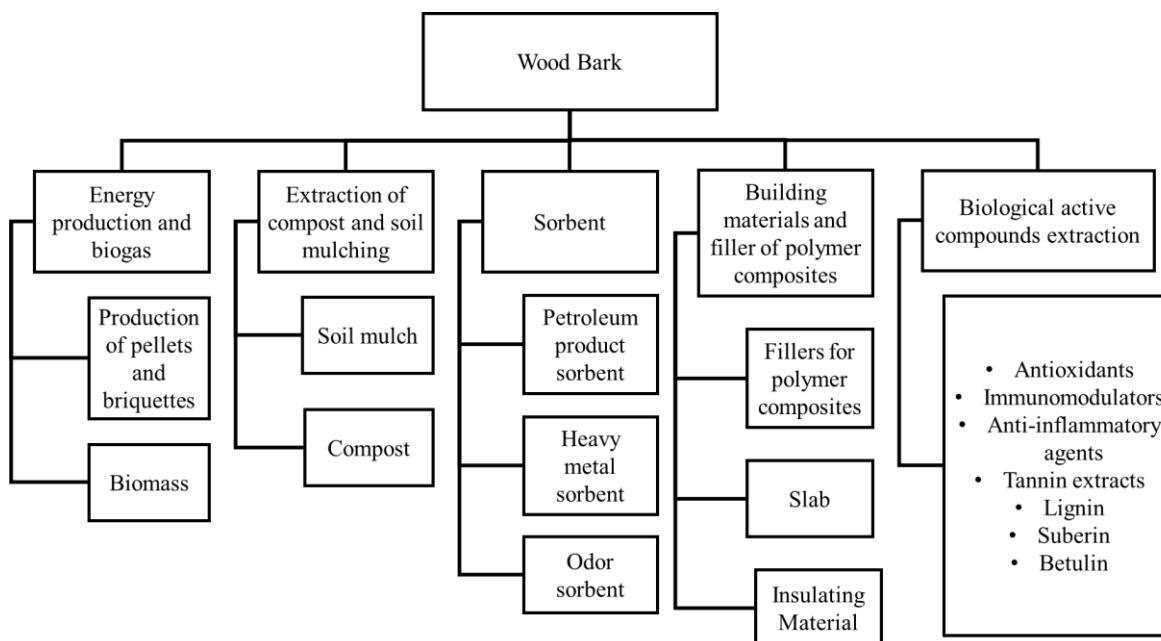 Wood Bark
Energy
production and
biogas
Extraction of
compost and soil
mulching
Sorbent
Building
materials and
filler of polymer
composites
Biological active
compounds extraction
Production
of pellets and
briquettes
Biomass
Soil mulch
Compost
Petroleum
product sorbent
Heavy
metal sorbent
Odor
sorbent
Fillers for
polymer
composites
Slab
Insulating
Material
• Antioxidants
• Immunomodulators
• Anti-inflammatory
agents
• Tannin extracts
• Lignin
• Suberin
• Betulin